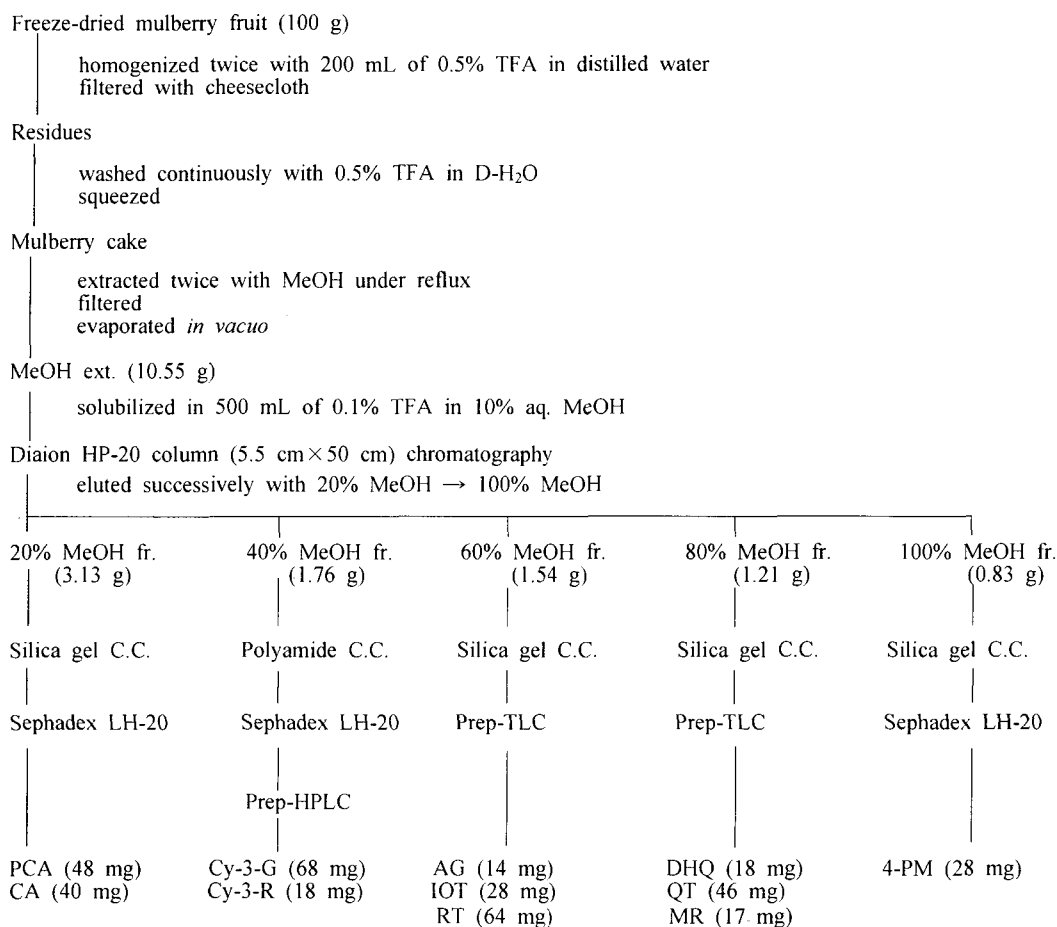 Freeze-dried mulberry fruit (100 g)
homogenized twice with 200 mL of 0.5% TFA in distilled water
filtered with cheesecloth
Residues
washed continuously with 0.5% TFA in D-H₂O
squeezed
Mulberry cake
extracted twice with MeOH under reflux
filtered
evaporated in vacuo
MeOH ext. (10.55 g)
solubilized in 500 mL of 0.1% TFA in 10% aq. MeOH
Diaion HP-20 column (5.5 cm×50 cm) chromatography
eluted successively with 20% MeOH → 100% MeOH
20% MeOH fr. 40% MeOH fr. 60% MeOH fr. 80% MeOH fr. 100% MeOH fr.
(3.13 g) (1.76 g) (1.54 g) (1.21 g) (0.83 g)
Silica gel C.C. Polyamide C.C. Silica gel C.C. Silica gel C.C. Silica gel C.C.
Sephadex LH-20 Sephadex LH-20 Prep-TLC Prep-TLC Sephadex LH-20
Prep-HPLC
PCA (48 mg) Cy-3-G (68 mg) AG (14 mg) DHQ (18 mg) 4-PM (28 mg)
CA (40 mg) Cy-3-R (18 mg) IOT (28 mg) QT (46 mg)
RT (64 mg) MR (17 mg)